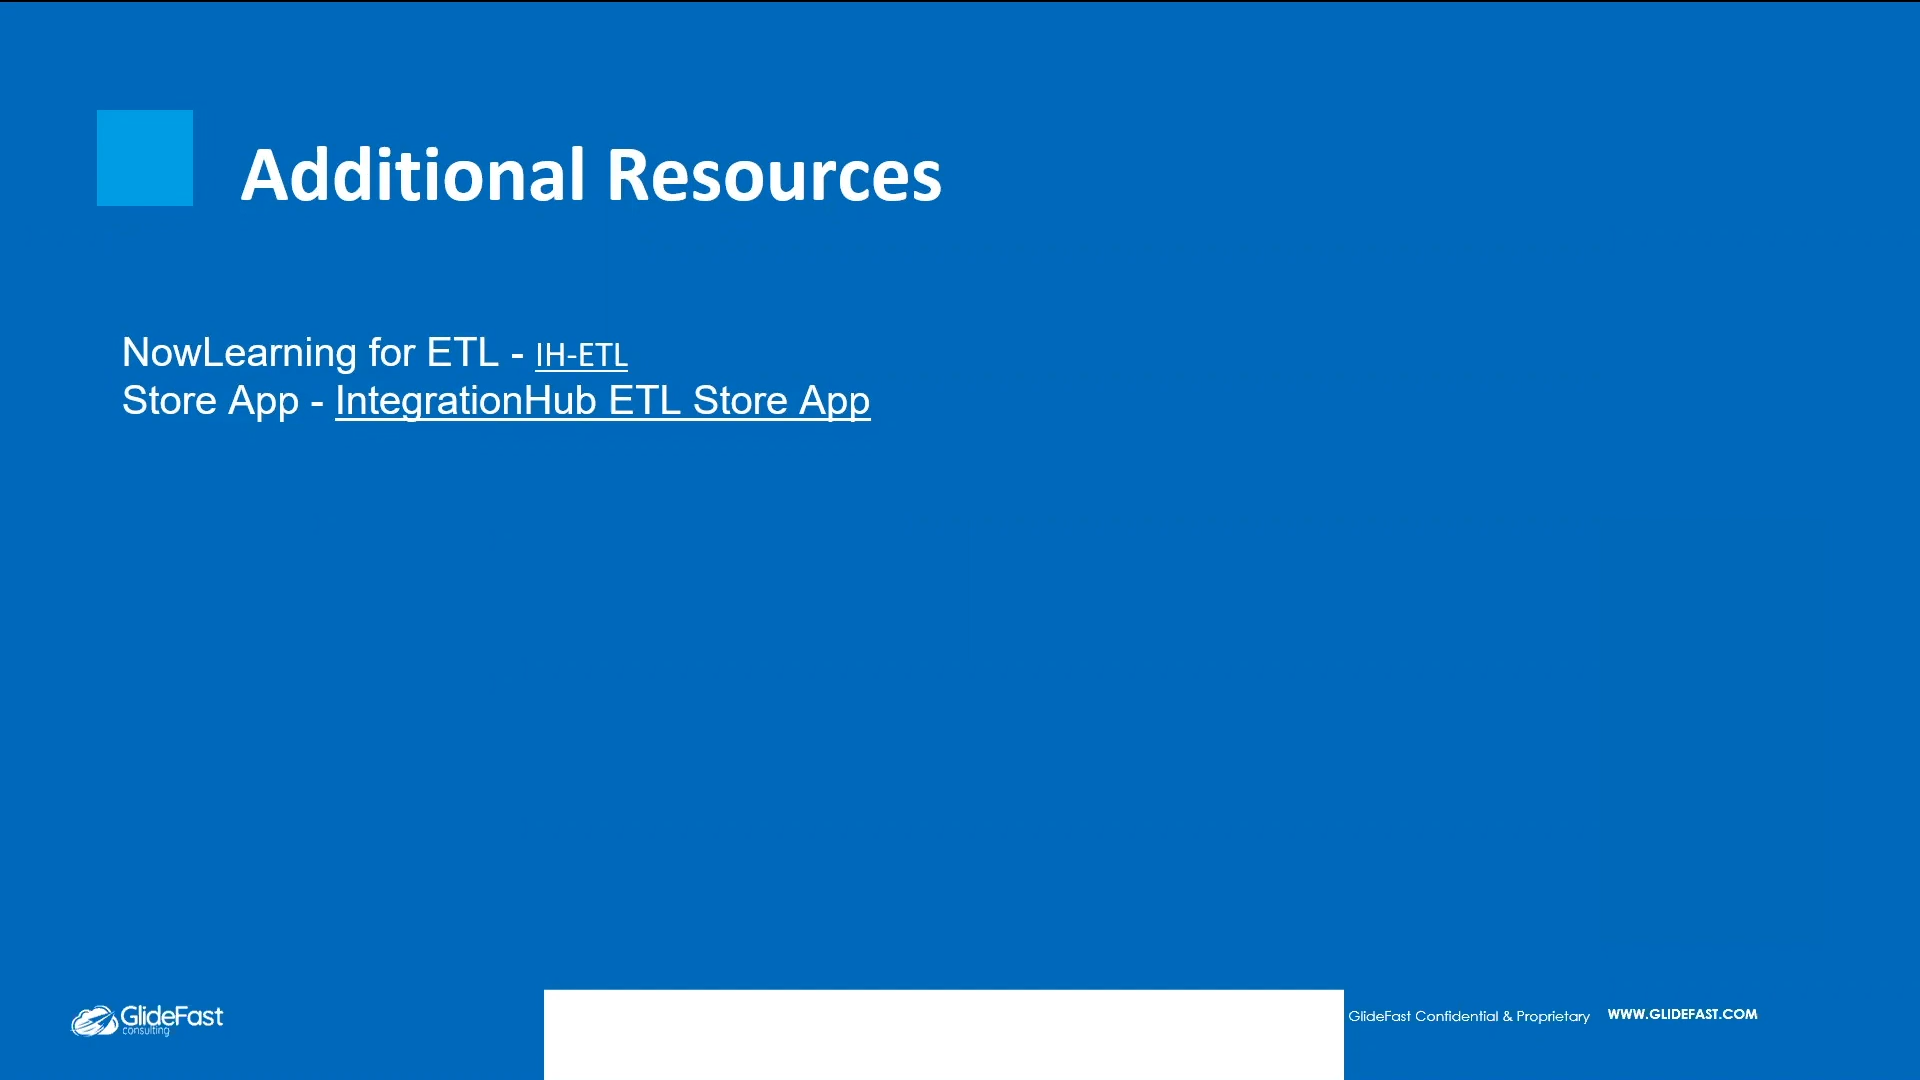 Additional Resources
NowLearning for ETL - IH-ETL
Store App - IntegrationHub ETL Store App
GlideFast
consulting
GlideFast Confidential & Proprietary
WWW.GLIDEFAST.COM